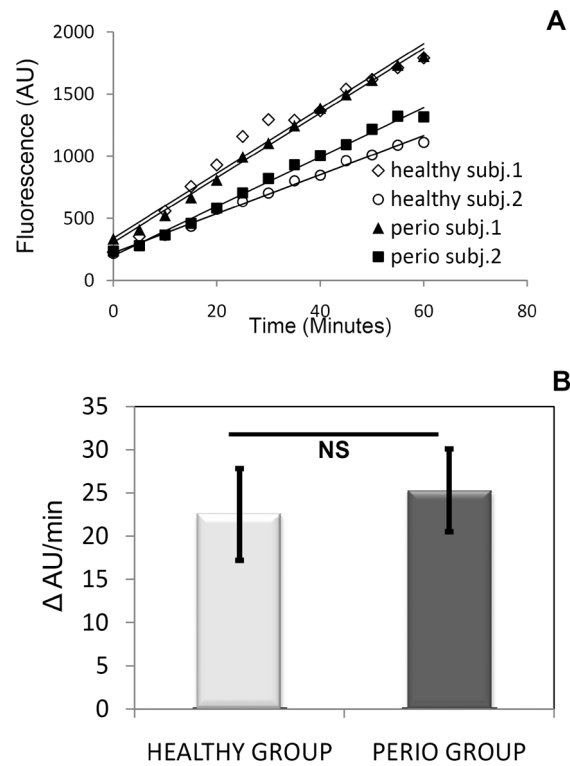 A
2000
1500
1000
500
0
Fluorescence (AU)
healthy subj.1
healthy subj.2
perio subj.1
perio subj.2
0 20 40 60 80
Time (Minutes)
B
35
30
25
20
15
10
5
0
Δ AU/min
NS
HEALTHY GROUP PERIO GROUP